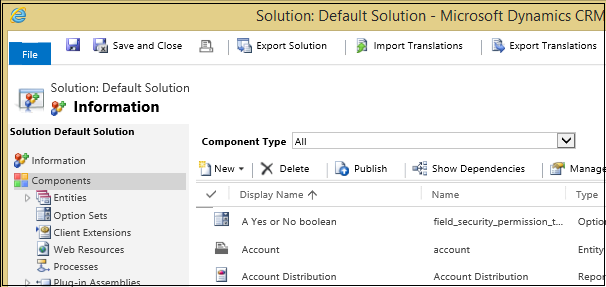 Solution: Default Solution - Microsoft Dynamics CRM
File Save and Close Export Solution Import Translations Export Translations
Solution: Default Solution
Information
Solution Default Solution
Information
Components
Entities
Option Sets
Client Extensions
Web Resources
Processes
Plug-in Assemblies
Component Type All
New Delete Publish Show Dependencies Manage
Display Name Name Type
A Yes or No boolean field_security_permission_t... Optio
Account account Entity
Account Distribution Account Distribution Repor